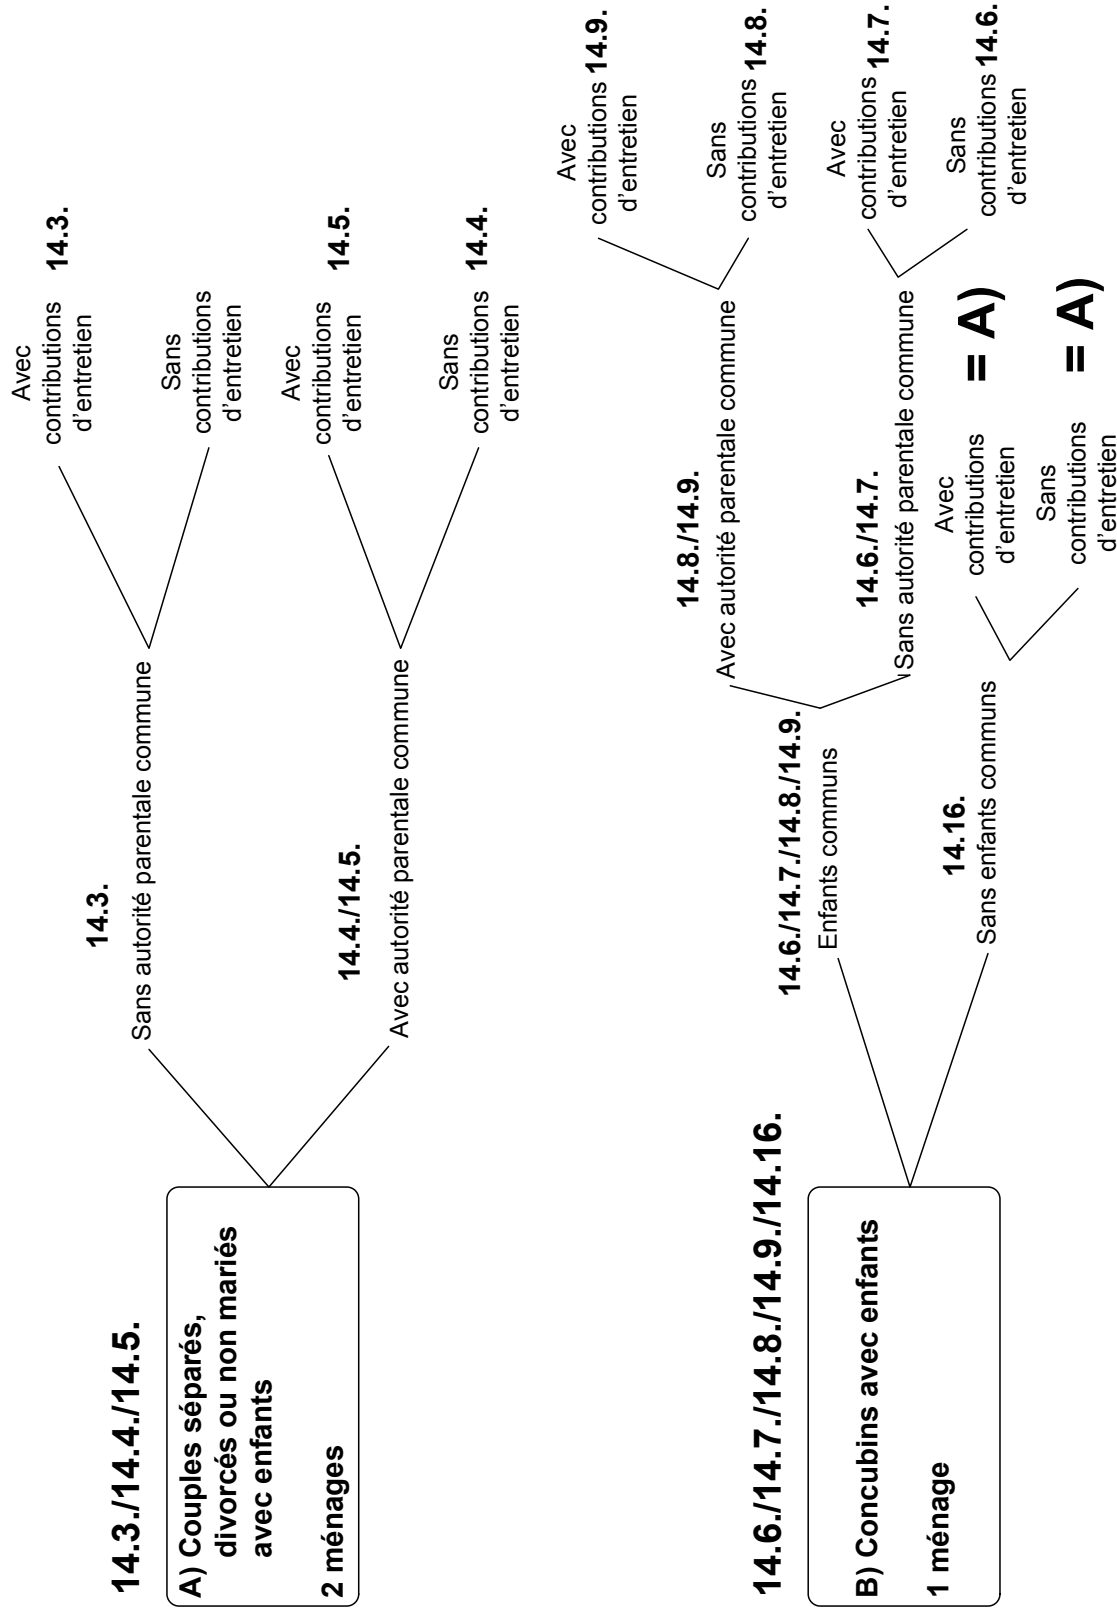 14.3./14.4./14.5.
A) Couples séparés,
divorcés ou non mariés
avec enfants
2 ménages
14.3.
Sans autorité parentale commune
Avec
contributions 14.3.
d'entretien
Sans
contributions
d'entretien
14.4./14.5.
Avec autorité parentale commune
Avec
contributions 14.5.
d'entretien
Sans
contributions 14.4.
d'entretien
14.6./14.7./14.8./14.9./14.16.
B) Concubins avec enfants
1 ménage
14.6./14.7./14.8./14.9.
Enfants communs
14.8./14.9.
Avec autorité parentale commune
Avec
contributions 14.9.
d'entretien
Sans
contributions 14.8.
d'entretien
14.6./14.7.
Sans autorité parentale commune
Avec
contributions 14.7.
d'entretien
Sans
contributions 14.6.
d'entretien
14.16.
Sans enfants communs
Avec
contributions = A)
d'entretien
Sans
contributions = A)
d'entretien